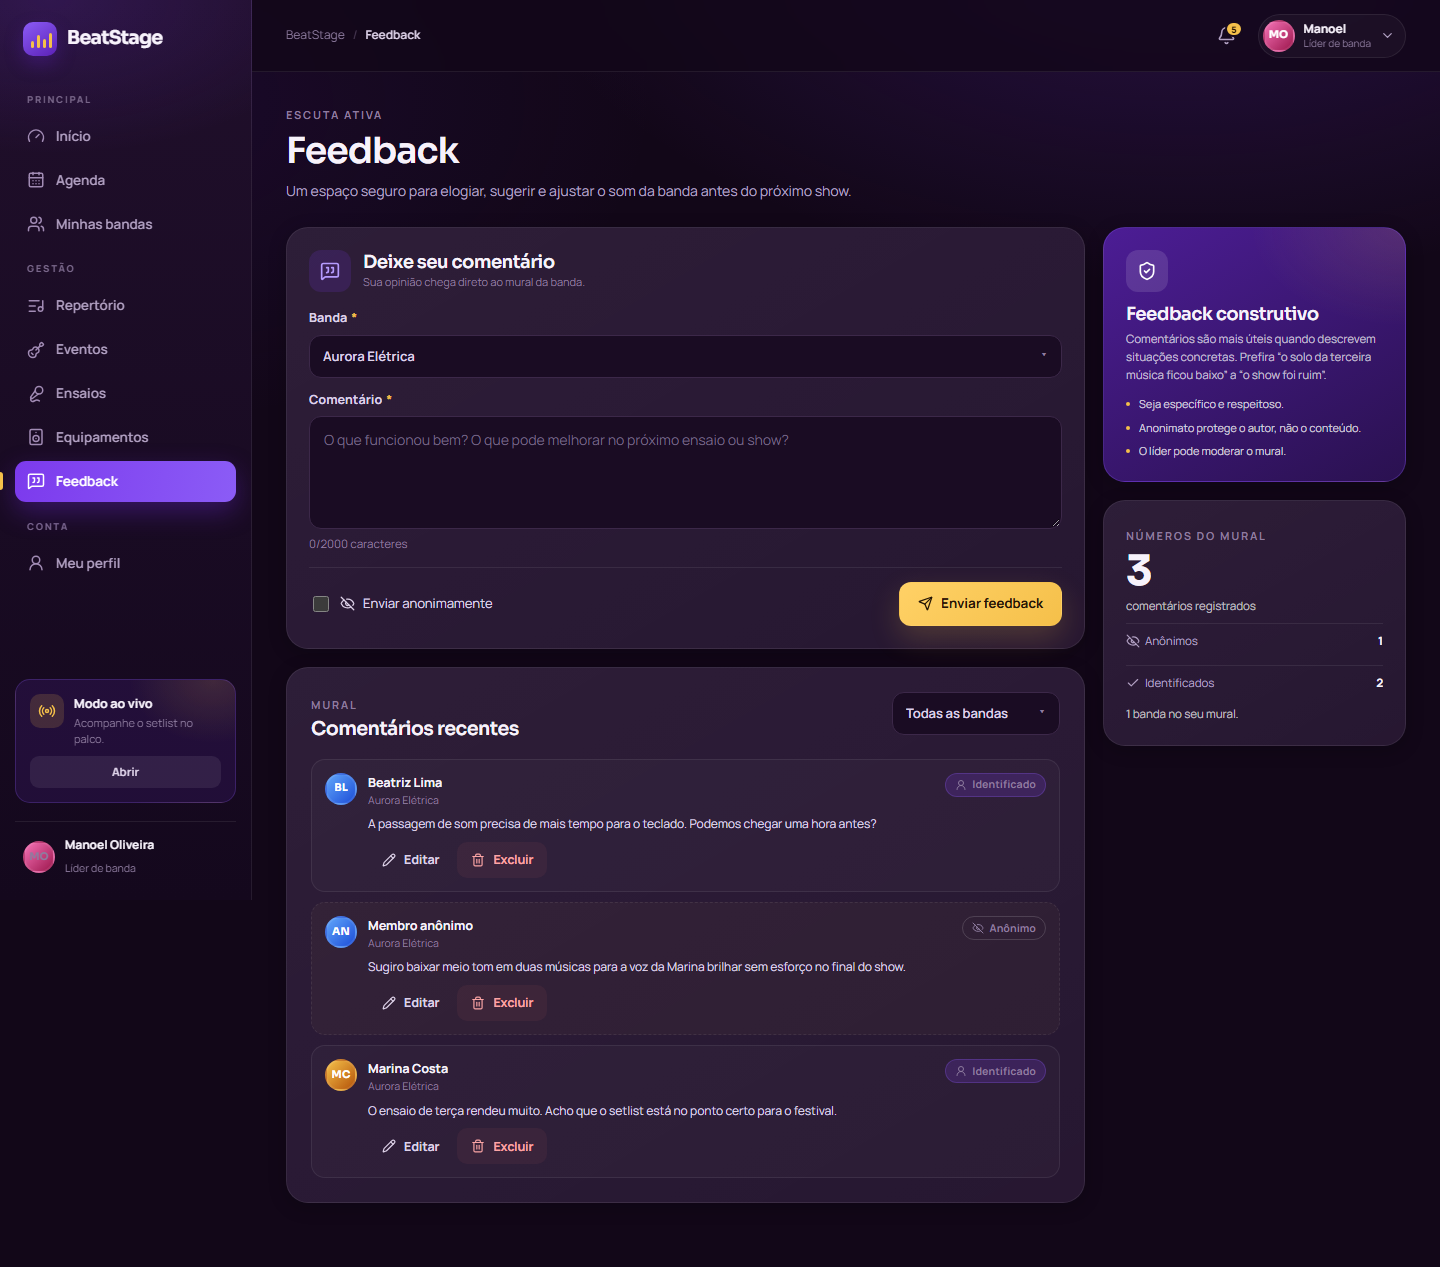 BeatStage
PRINCIPAL
Início
Agenda
Minhas bandas
GESTÃO
Repertório
Eventos
Ensaios
Equipamentos
Feedback
CONTA
Meu perfil
Modo ao vivo
Acompanhe o setlist no
palco.
Abrir
MO
Manoel Oliveira
Líder de banda
BeatStage / Feedback
5
MO
Manoel
Líder de banda
ESCUTA ATIVA
Feedback
Um espaço seguro para elogiar, sugerir e ajustar o som da banda antes do próximo show.
Deixe seu comentário
Sua opinião chega direto ao mural da banda.
Banda *
Aurora Elétrica
Comentário *
O que funcionou bem? O que pode melhorar no próximo ensaio ou show?
0/2000 caracteres
Enviar anonimamente
Enviar feedback
MURAL
Comentários recentes
Todas as bandas
BL
Beatriz Lima
Aurora Elétrica
Identificado
A passagem de som precisa de mais tempo para o teclado. Podemos chegar uma hora antes?
Editar
Excluir
AN
Membro anônimo
Aurora Elétrica
Anônimo
Sugiro baixar meio tom em duas músicas para a voz da Marina brilhar sem esforço no final do show.
Editar
Excluir
MC
Marina Costa
Aurora Elétrica
Identificado
O ensaio de terça rendeu muito. Acho que o setlist está no ponto certo para o festival.
Editar
Excluir
Feedback construtivo
Comentários são mais úteis quando descrevem
situações concretas. Prefira “o solo da terceira
música ficou baixo” a “o show foi ruim”.
Seja específico e respeitoso.
Anonimato protege o autor, não o conteúdo.
O líder pode moderar o mural.
NÚMEROS DO MURAL
3
comentários registrados
Anônimos 1
Identificados 2
1 banda no seu mural.